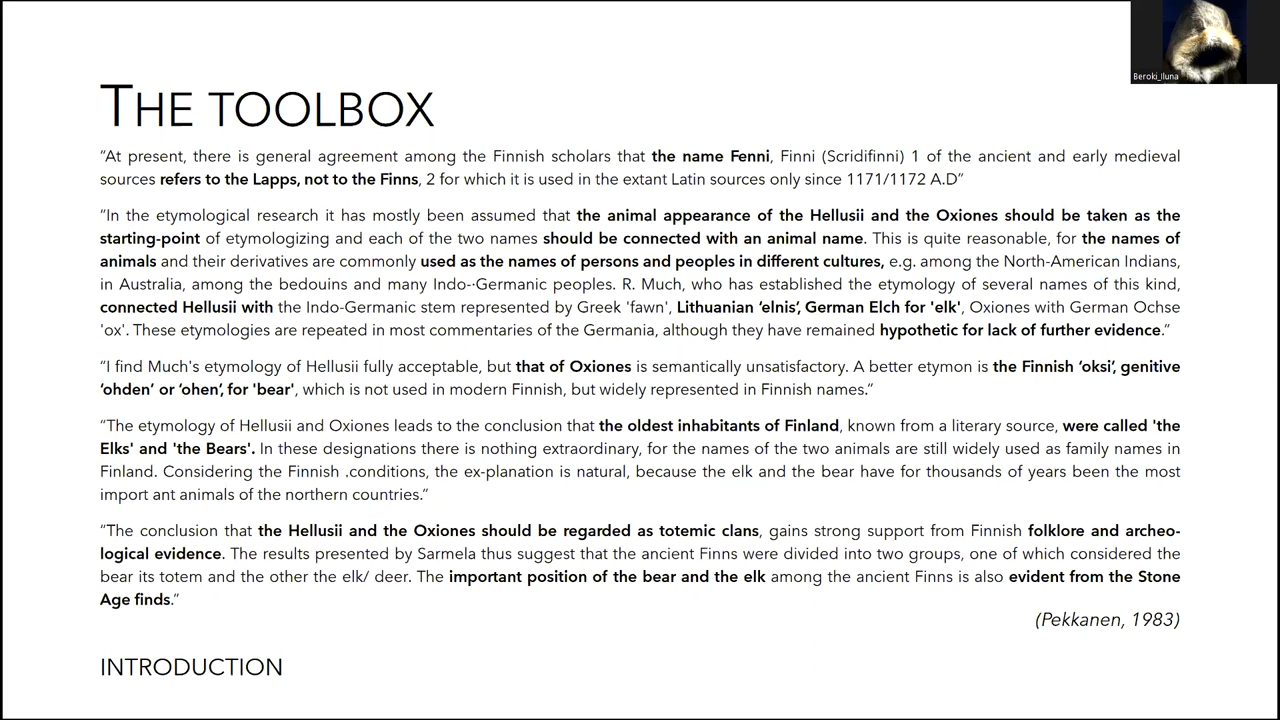 Beroki_Iluna
THE TOOLBOX
“At present, there is general agreement among the Finnish scholars that the name Fenni, Finni (Scridifinni) 1 of the ancient and early medieval
sources refers to the Lapps, not to the Finns, 2 for which it is used in the extant Latin sources only since 1171/1172 A.D”
“In the etymological research it has mostly been assumed that the animal appearance of the Hellusii and the Oxiones should be taken as the
starting-point of etymologizing and each of the two names should be connected with an animal name. This is quite reasonable, for the names of
animals and their derivatives are commonly used as the names of persons and peoples in different cultures, e.g. among the North-American Indians,
in Australia, among the bedouins and many Indo-·Germanic peoples. R. Much, who has established the etymology of several names of this kind,
connected Hellusii with the Indo-Germanic stem represented by Greek 'fawn', Lithuanian ‘elnis’, German Elch for 'elk', Oxiones with German Ochse
'ox'. These etymologies are repeated in most commentaries of the Germania, although they have remained hypothetic for lack of further evidence.”
“I find Much's etymology of Hellusii fully acceptable, but that of Oxiones is semantically unsatisfactory. A better etymon is the Finnish ‘oksi’, genitive
‘ohden’ or ‘ohen’, for 'bear', which is not used in modern Finnish, but widely represented in Finnish names.”
“The etymology of Hellusii and Oxiones leads to the conclusion that the oldest inhabitants of Finland, known from a literary source, were called 'the
Elks' and 'the Bears'. In these designations there is nothing extraordinary, for the names of the two animals are still widely used as family names in
Finland. Considering the Finnish .conditions, the ex-planation is natural, because the elk and the bear have for thousands of years been the most
import ant animals of the northern countries.”
“The conclusion that the Hellusii and the Oxiones should be regarded as totemic clans, gains strong support from Finnish folklore and archeo-
logical evidence. The results presented by Sarmela thus suggest that the ancient Finns were divided into two groups, one of which considered the
bear its totem and the other the elk/ deer. The important position of the bear and the elk among the ancient Finns is also evident from the Stone
Age finds.”
(Pekkanen, 1983)
INTRODUCTION